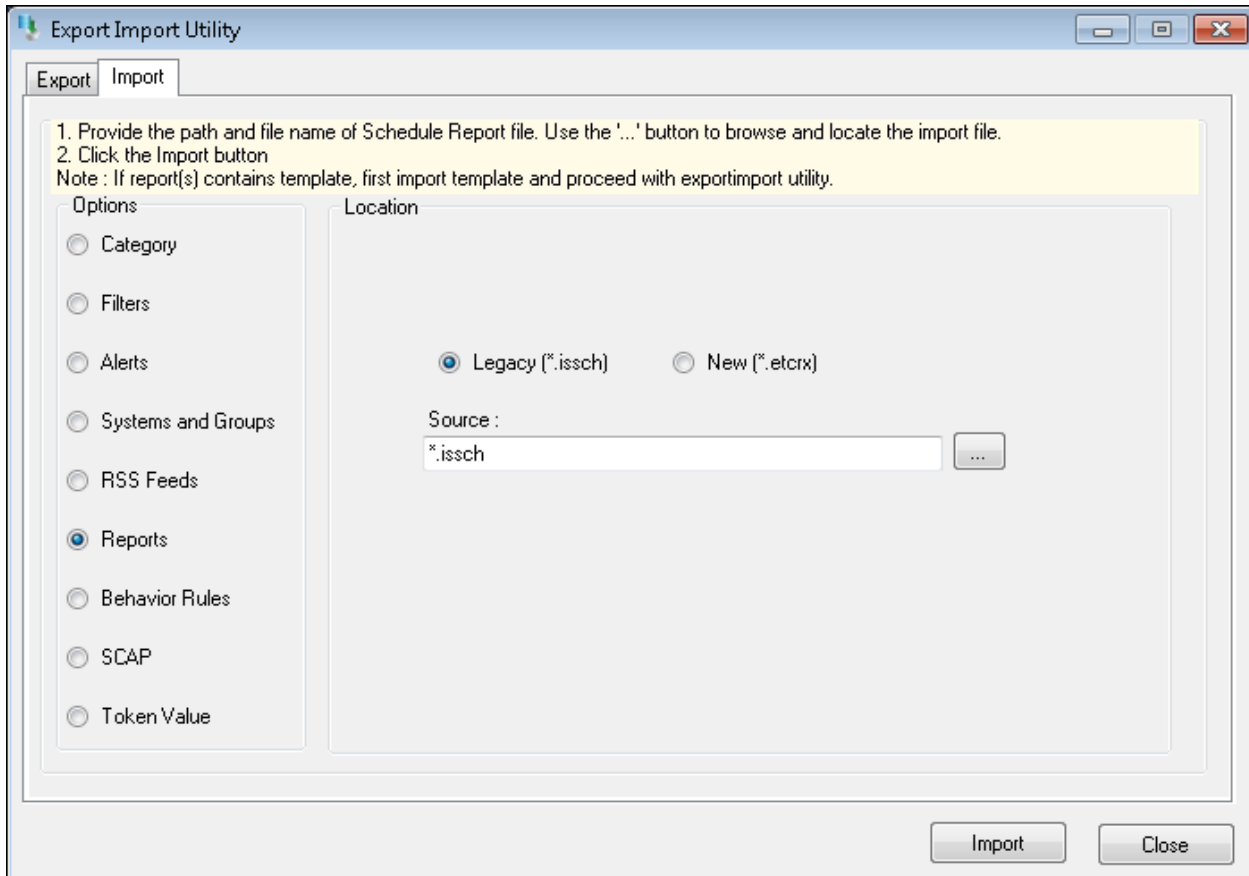 Export Import Utility
Export
Import
1. Provide the path and file name of Schedule Report file. Use the '...' button to browse and locate the import file.
2. Click the Import button
Note : If report(s) contains template, first import template and proceed with exportimport utility.
Options
Location
Category
Filters
Alerts
Legacy (*.issch)
New (*.etcrx)
Systems and Groups
Source :
*.issch
...
RSS Feeds
Reports
Behavior Rules
SCAP
Token Value
Import
Close